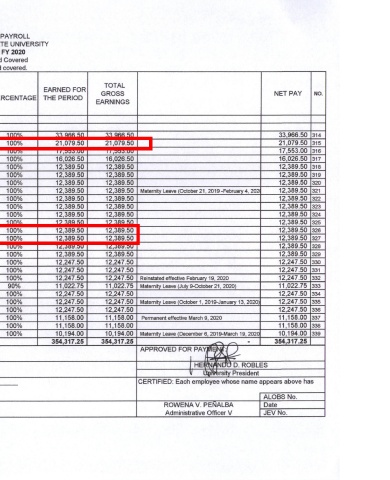 PAYROLL
TE UNIVERSITY
FY 2020
d Covered
d covered.
ERCENTAGE EARNED FOR THE PERIOD TOTAL GROSS EARNINGS NET PAY NO.
100% 33,966.50 33,966.50 33,966.50 314
100% 21,079.50 21,079.50 21,079.50 315
100% 17,553.00 17,553.00 17,553.00 316
100% 16,026.50 16,026.50 16,026.50 317
100% 12,389.50 12,389.50 12,389.50 318
100% 12,389.50 12,389.50 12,389.50 319
100% 12,389.50 12,389.50 12,389.50 320
100% 12,389.50 12,389.50 Maternity Leave (October 21, 2019 -February 4, 202 12,389.50 321
100% 12,389.50 12,389.50 12,389.50 322
100% 12,389.50 12,389.50 12,389.50 323
100% 12,389.50 12,389.50 12,389.50 324
100% 12,389.50 12,389.50 12,389.50 325
100% 12,389.50 12,389.50 12,389.50 326
100% 12,389.50 12,389.50 12,389.50 327
100% 12,389.50 12,389.50 12,389.50 328
100% 12,389.50 12,389.50 12,389.50 329
100% 12,247.50 12,247.50 12,247.50 330
100% 12,247.50 12,247.50 12,247.50 331
100% 12,247.50 12,247.50 Reinstated effective February 19, 2020 12,247.50 332
90% 11,022.75 11,022.75 Maternity Leave (July 9-October 21, 2020) 11,022.75 333
100% 12,247.50 12,247.50 12,247.50 334
100% 12,247.50 12,247.50 Maternity Leave (October 1, 2019-January 13, 2020) 12,247.50 335
100% 12,247.50 12,247.50 12,247.50 336
100% 11,158.00 11,158.00 Permanent effective March 9, 2020 11,158.00 337
100% 11,158.00 11,158.00 11,158.00 338
100% 10,194.00 10,194.00 Maternity Leave (December 6, 2019-March 19, 2020) 10,194.00 339
354,317.25 354,317.25 - 354,317.25
APPROVED FOR PAYMENT:
HERNANDO D. ROBLES
University President
CERTIFIED: Each employee whose name appears above has
ALOBS No.
ROWENA V. PEÑALBA Date
Administrative Officer V JEV No.